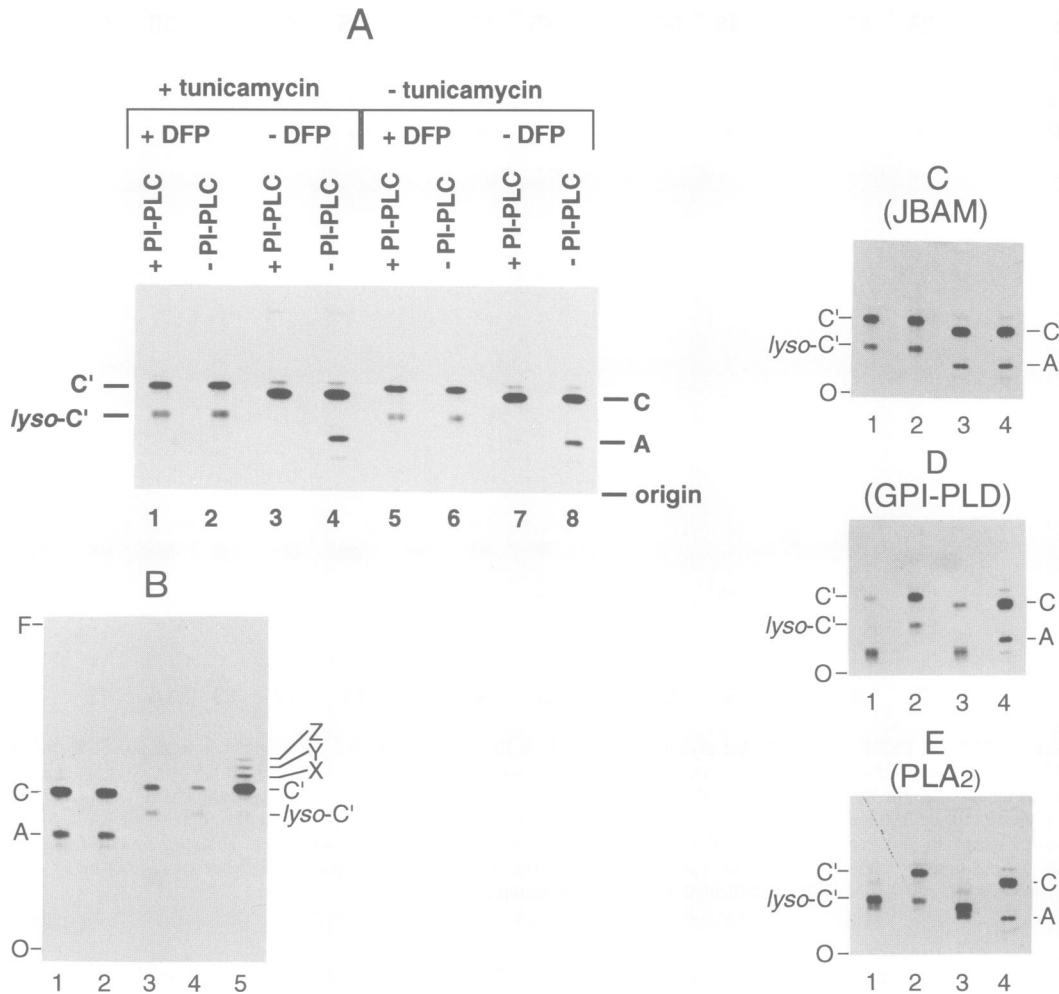 A
+ tunicamycin - tunicamycin
+ DFP - DFP + DFP - DFP
+ PI-PLC - PI-PLC + PI-PLC - PI-PLC + PI-PLC - PI-PLC + PI-PLC - PI-PLC
C'
lyso-C'
C
A
origin
1 2 3 4 5 6 7 8
B
F
C
A
O
Z
Y
X
C'
lyso-C'
1 2 3 4 5
C
(JBAM)
C'
lyso-C'
O
C
A
1 2 3 4
D
(GPI-PLD)
C'
lyso-C'
O
C
A
1 2 3 4
E
(PLA2)
C'
lyso-C'
O
C
A
1 2 3 4